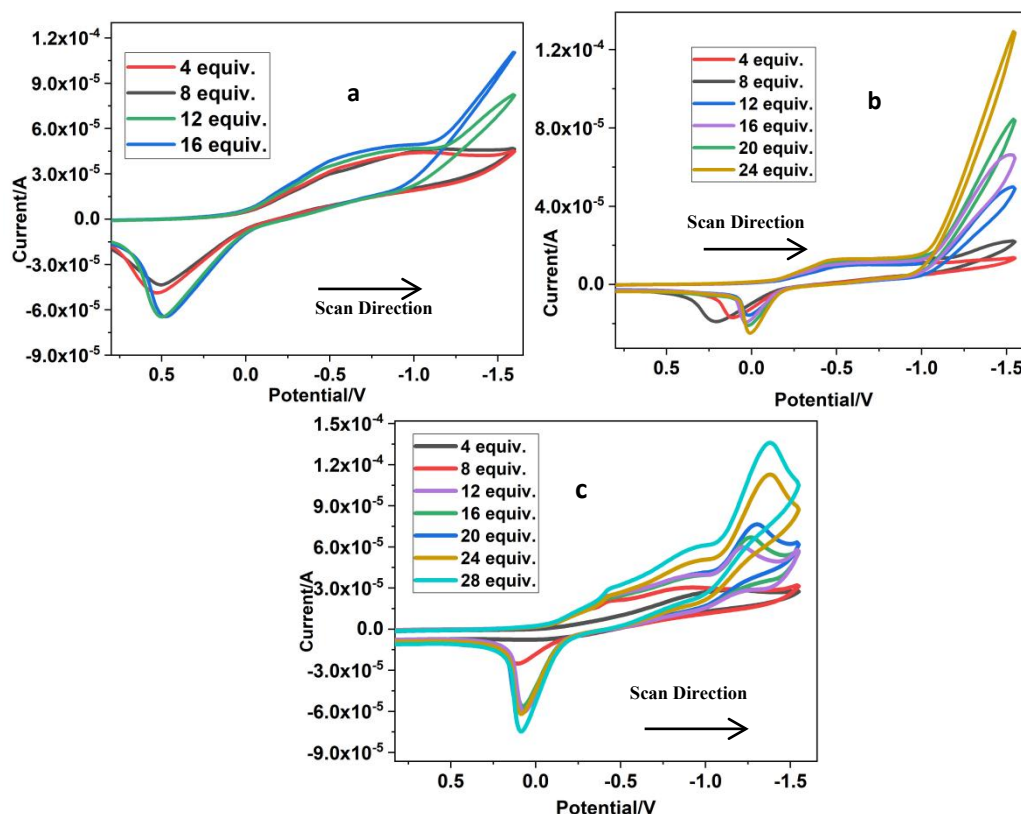 1.2x10⁻⁴
9.0x10⁻⁵
6.0x10⁻⁵
3.0x10⁻⁵
0.0
-3.0x10⁻⁵
-6.0x10⁻⁵
-9.0x10⁻⁵
Current/A
4 equiv.
8 equiv.
12 equiv.
16 equiv.
a
Scan Direction
0.5
0.0
-0.5
-1.0
-1.5
Potential/V
1.2x10⁻⁴
8.0x10⁻⁵
4.0x10⁻⁵
0.0
Current/A
4 equiv.
8 equiv.
12 equiv.
16 equiv.
20 equiv.
24 equiv.
b
Scan Direction
0.5
0.0
-0.5
-1.0
-1.5
Potential/V
1.5x10⁻⁴
1.4x10⁻⁴
9.0x10⁻⁵
6.0x10⁻⁵
3.0x10⁻⁵
0.0
-3.0x10⁻⁵
-6.0x10⁻⁵
-9.0x10⁻⁵
Current/A
4 equiv.
8 equiv.
12 equiv.
16 equiv.
20 equiv.
24 equiv.
28 equiv.
c
Scan Direction
0.5
0.0
-0.5
-1.0
-1.5
Potential/V